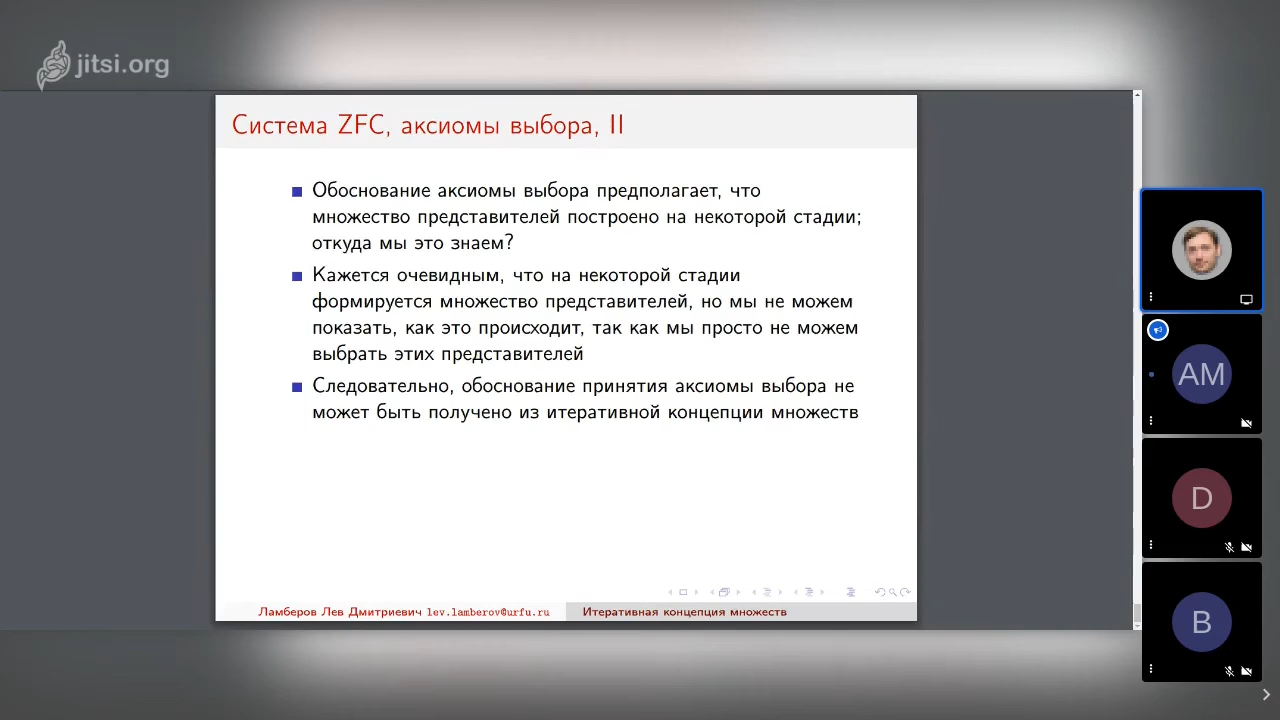 jitsi.org
Система ZFC, аксиомы выбора, II
Обоснование аксиомы выбора предполагает, что
множество представителей построено на некоторой стадии;
откуда мы это знаем?
Кажется очевидным, что на некоторой стадии
формируется множество представителей, но мы не можем
показать, как это происходит, так как мы просто не можем
выбрать этих представителей
Следовательно, обоснование принятия аксиомы выбора не
может быть получено из итеративной концепции множеств
Ламберов Лев Дмитриевич lev.lamberov@urfu.ru
Итеративная концепция множеств
AM
D
B